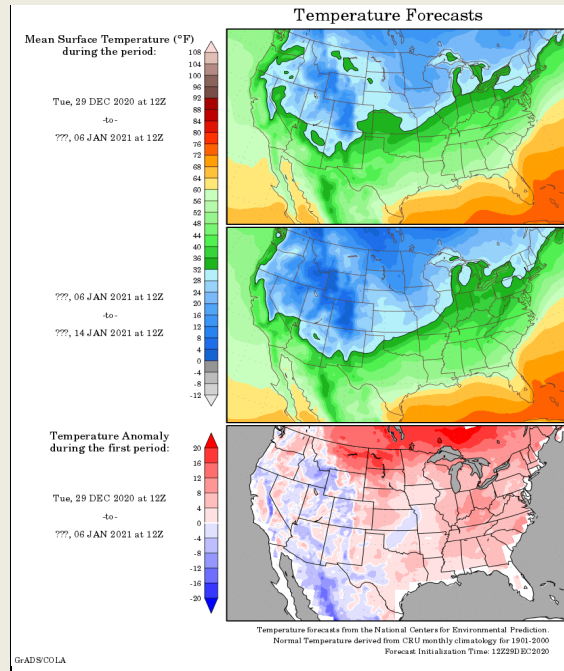 Temperature Forecasts
Mean Surface Temperature (°F)
during the period:
Tue, 29 DEC 2020 at 12Z
-to-
???, 06 JAN 2021 at 12Z
108
104
100
96
92
88
84
80
76
72
68
64
60
56
52
48
44
40
36
32
28
24
20
16
12
8
4
0
-4
-8
-12
???, 06 JAN 2021 at 12Z
-to-
???, 14 JAN 2021 at 12Z
Temperature Anomaly
during the first period:
Tue, 29 DEC 2020 at 12Z
-to-
???, 06 JAN 2021 at 12Z
20
16
12
8
4
0
-4
-8
-12
-16
-20
Temperature forecasts from the National Centers for Environmental Prediction.
Normal Temperature derived from CRU monthly climatology for 1901-2000
Forecast Initialization Time: 12Z29DEC2020
GrADS/COLA